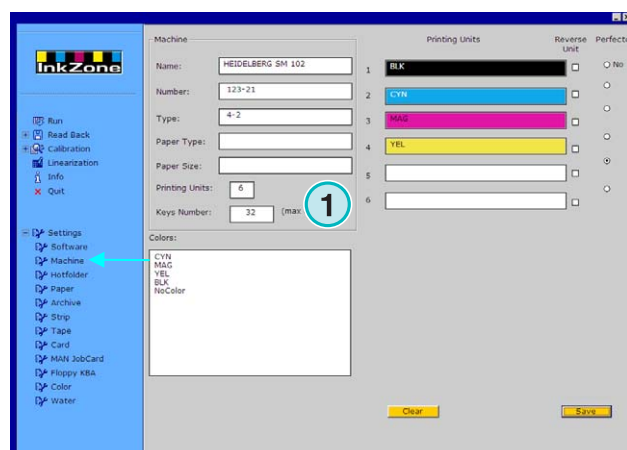 InkZone
Run
Read Back
Calibration
Linearization
Info
Quit
Settings
Software
Machine
Hotfolder
Paper
Archive
Strip
Tape
Card
MAN JobCard
Floppy KBA
Color
Water
Machine
Name: HEIDELBERG SM 102
Number: 123-21
Type: 4-2
Paper Type:
Paper Size:
Printing Units: 6
Keys Number: 32 (max
1
Colors:
CYN
MAG
YEL
BLK
NoColor
Printing Units Reverse Unit Perfecto
1 BLK No
2 CYN
3 MAG
4 YEL
5
6
Clear
Save